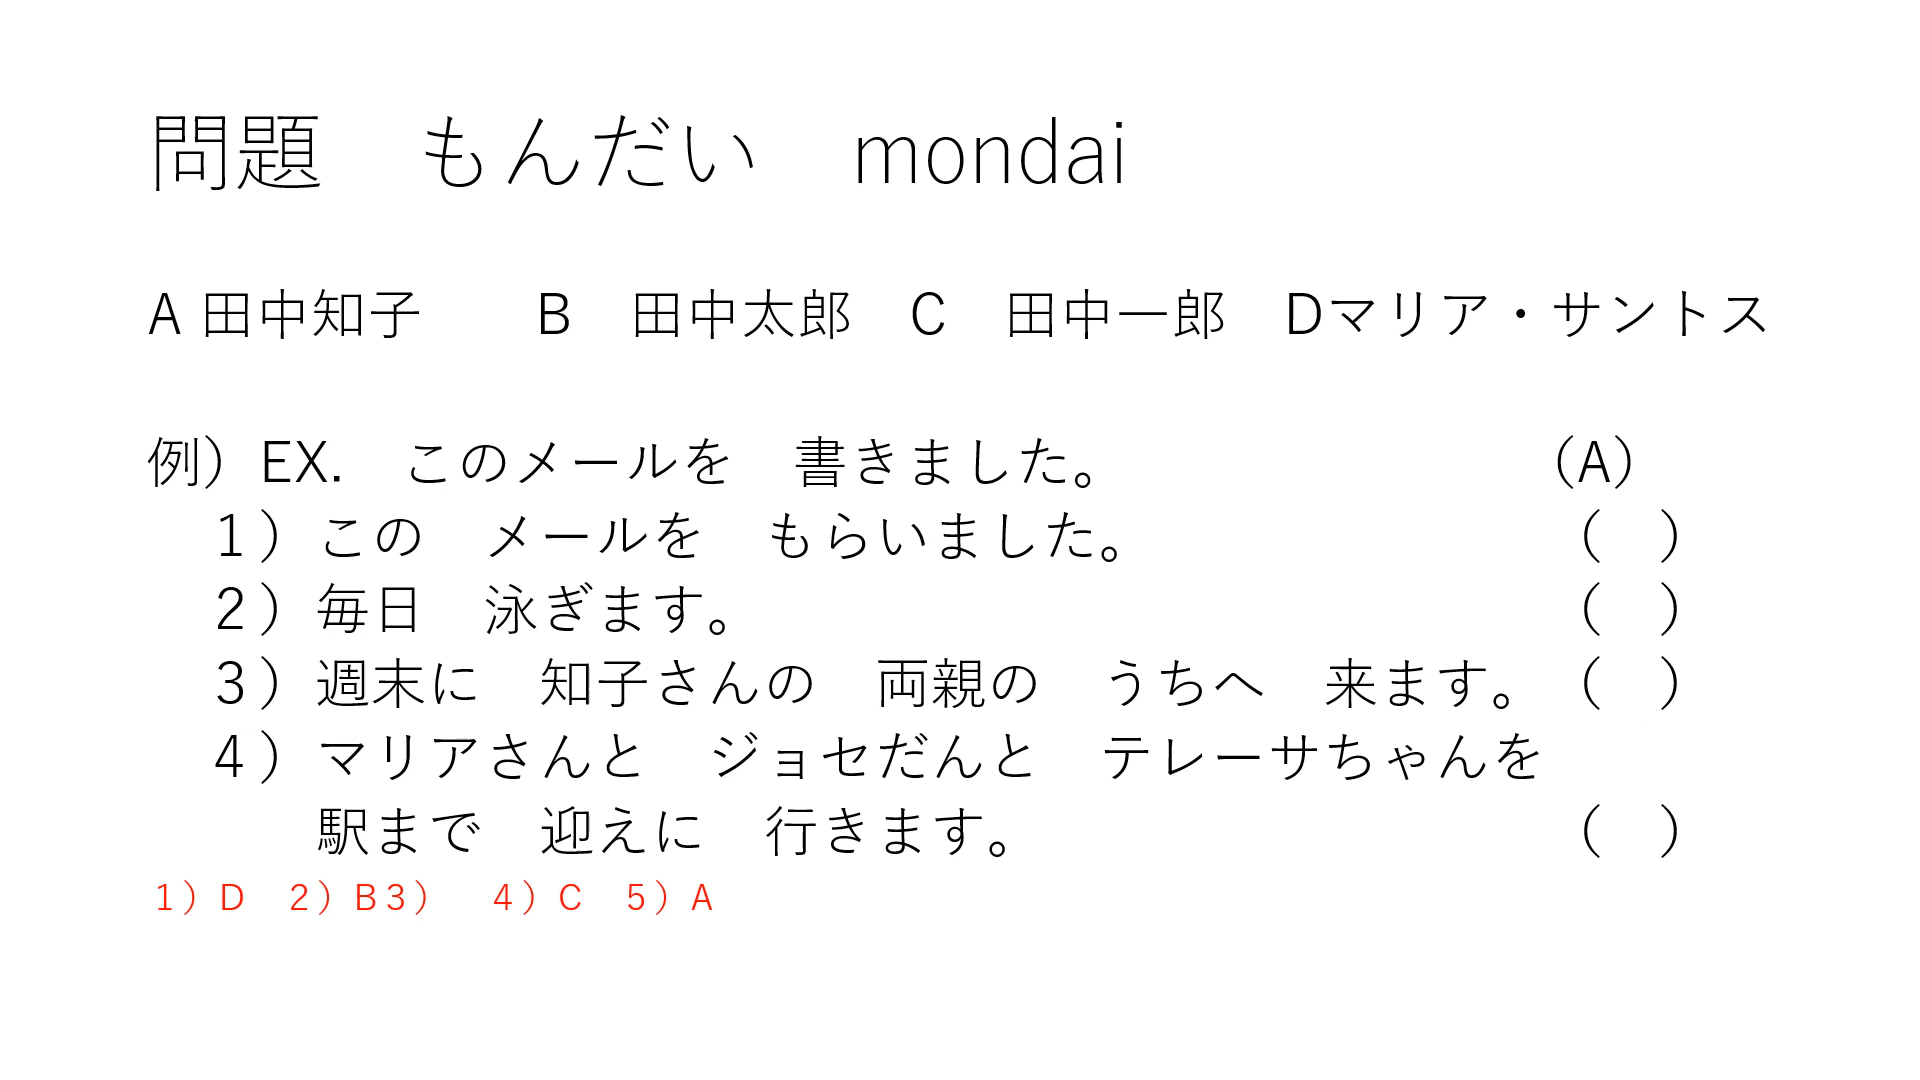 問題　もんだい　mondai
A 田中知子　　B　田中太郎　C　田中一郎　Dマリア・サントス
例）EX.　このメールを　書きました。　（A）
１）この　メールを　もらいました。　（　）
２）毎日　泳ぎます。　（　）
３）週末に　知子さんの　両親の　うちへ　来ます。　（　）
４）マリアさんと　ジョセだんと　テレーサちゃんを
駅まで　迎えに　行きます。　（　）
１）D　２）B３）　４）C　５）A